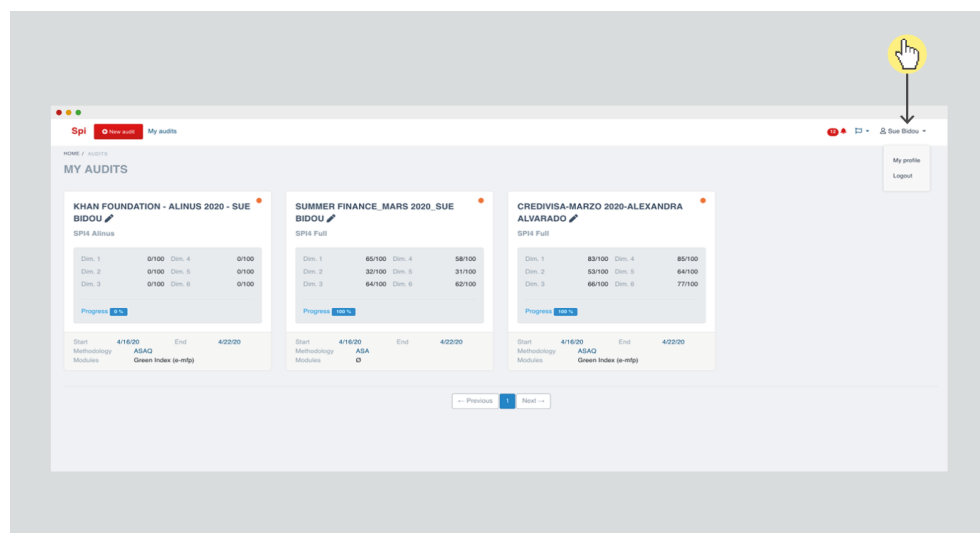 Spi
New audit
My audits
12
Sue Bidou
My profile
Logout
HOME / AUDITS
MY AUDITS
KHAN FOUNDATION - ALINUS 2020 - SUE
BIDOU
SPI4 Alinus
Dim. 1 0/100 Dim. 4 0/100
Dim. 2 0/100 Dim. 5 0/100
Dim. 3 0/100 Dim. 6 0/100
Progress 0 %
Start 4/16/20 End 4/22/20
Methodology ASAQ
Modules Green Index (e-mfp)
SUMMER FINANCE_MARS 2020_SUE
BIDOU
SPI4 Full
Dim. 1 65/100 Dim. 4 58/100
Dim. 2 32/100 Dim. 5 31/100
Dim. 3 64/100 Dim. 6 62/100
Progress 100 %
Start 4/16/20 End 4/22/20
Methodology ASA
Modules Ø
CREDIVISA-MARZO 2020-ALEXANDRA
ALVARADO
SPI4 Full
Dim. 1 83/100 Dim. 4 85/100
Dim. 2 53/100 Dim. 5 64/100
Dim. 3 66/100 Dim. 6 77/100
Progress 100 %
Start 4/16/20 End 4/22/20
Methodology ASAQ
Modules Green Index (e-mfp)
← Previous 1 Next →